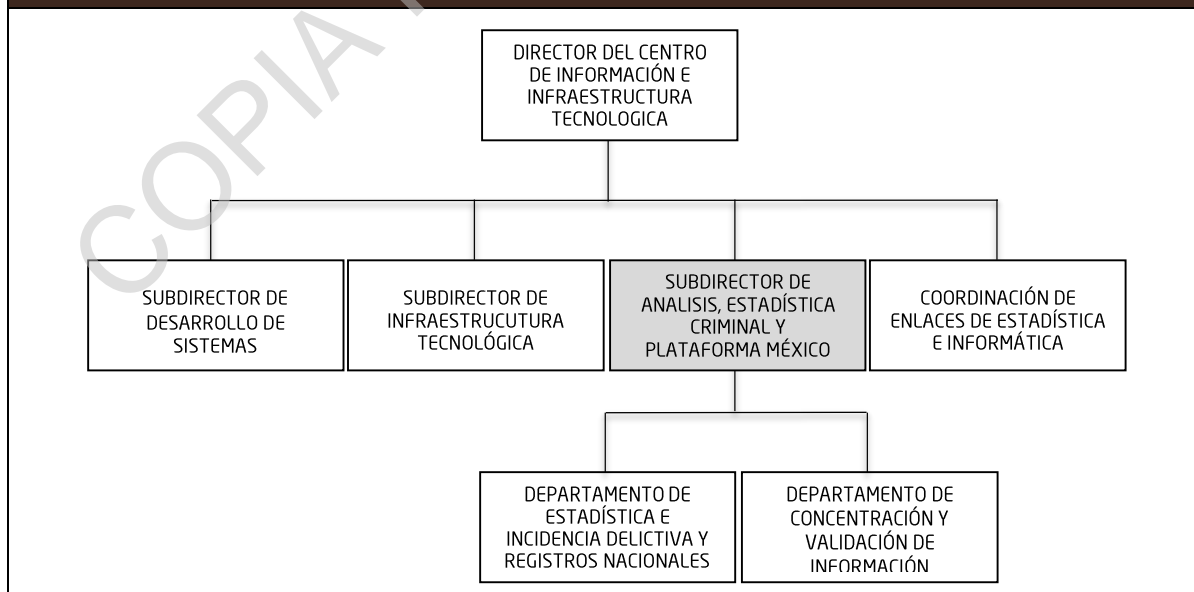 COPIA
DIRECTOR DEL CENTRO
DE INFORMACIÓN E
INFRAESTRUCTURA
TECNOLOGICA
SUBDIRECTOR DE
DESARROLLO DE
SISTEMAS
SUBDIRECTOR DE
INFRAESTRUCUTURA
TECNOLÓGICA
SUBDIRECTOR DE
ANALISIS, ESTADÍSTICA
CRIMINAL Y
PLATAFORMA MÉXICO
COORDINACIÓN DE
ENLACES DE ESTADÍSTICA
E INFORMÁTICA
DEPARTAMENTO DE
ESTADÍSTICA E
INCIDENCIA DELICTIVA Y
REGISTROS NACIONALES
DEPARTAMENTO DE
CONCENTRACIÓN Y
VALIDACIÓN DE
INFORMACIÓN